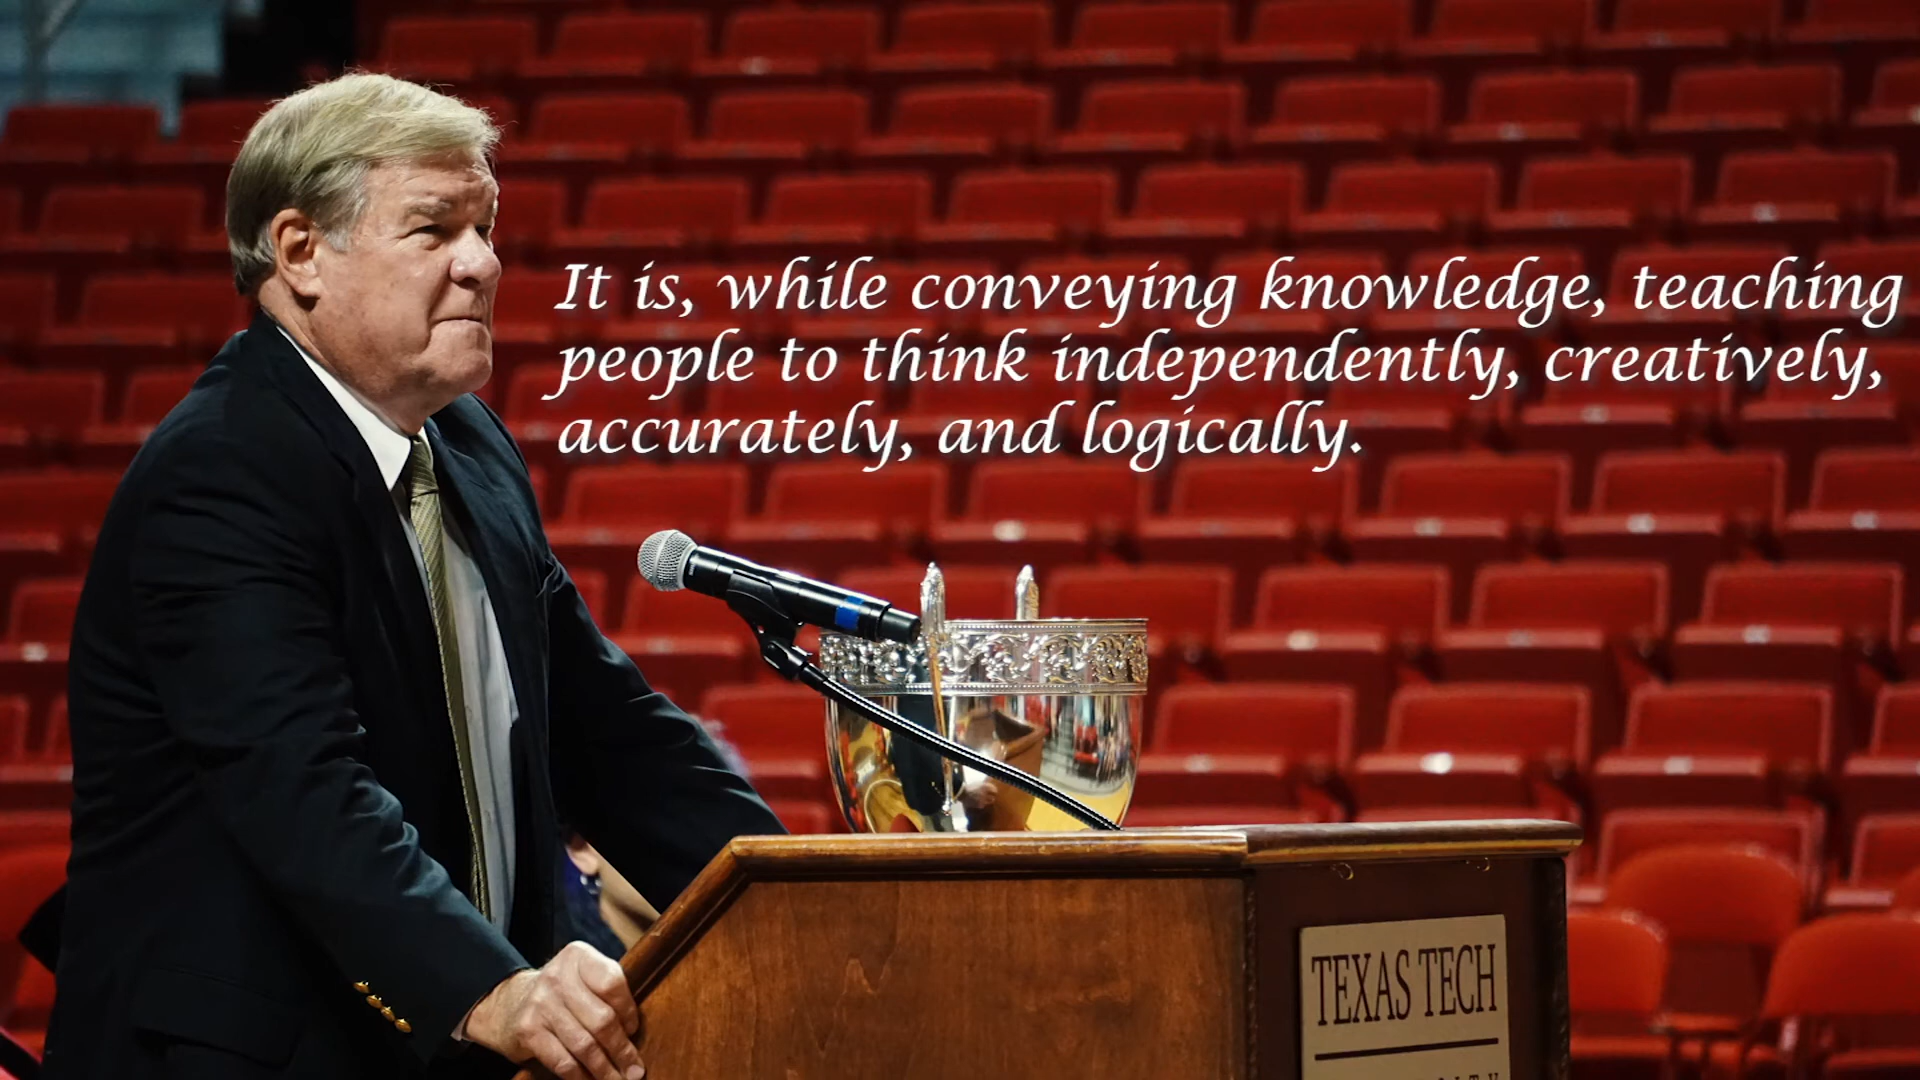 It is, while conveying knowledge, teaching
people to think independently, creatively,
accurately, and logically.
TEXAS TECH